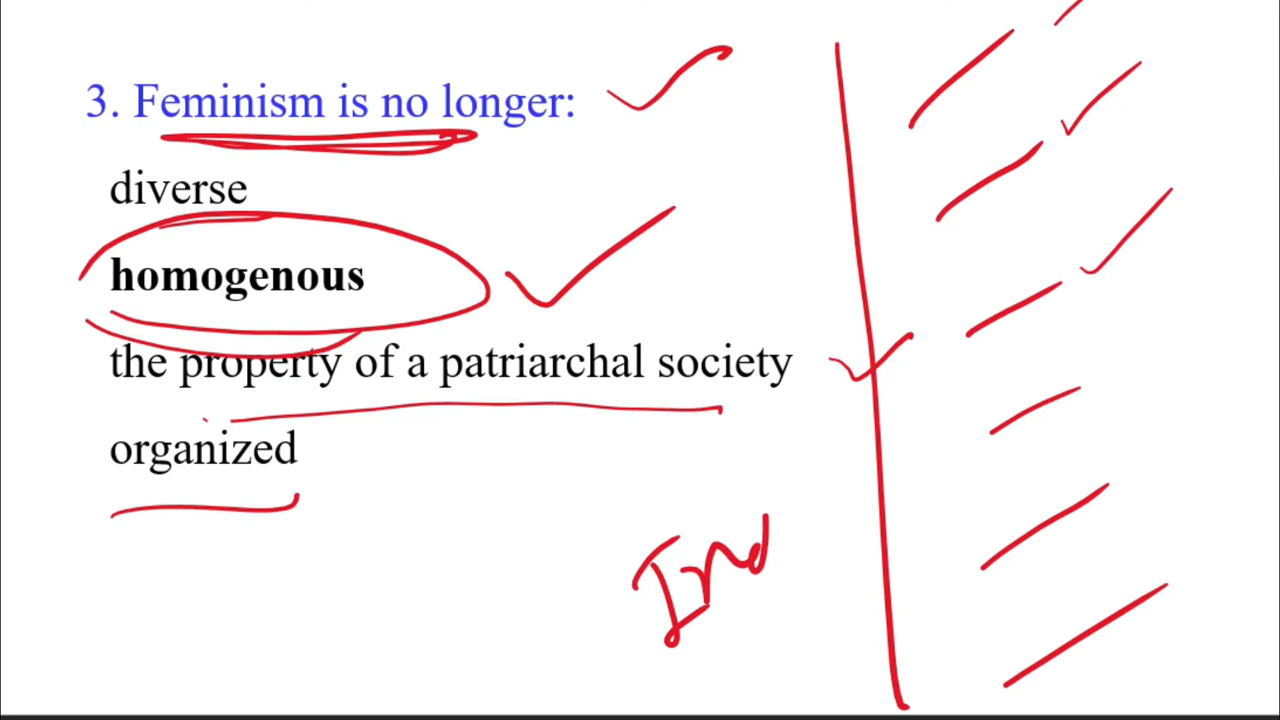 3. Feminism is no longer:
diverse
homogenous
the property of a patriarchal society
organized
Ind